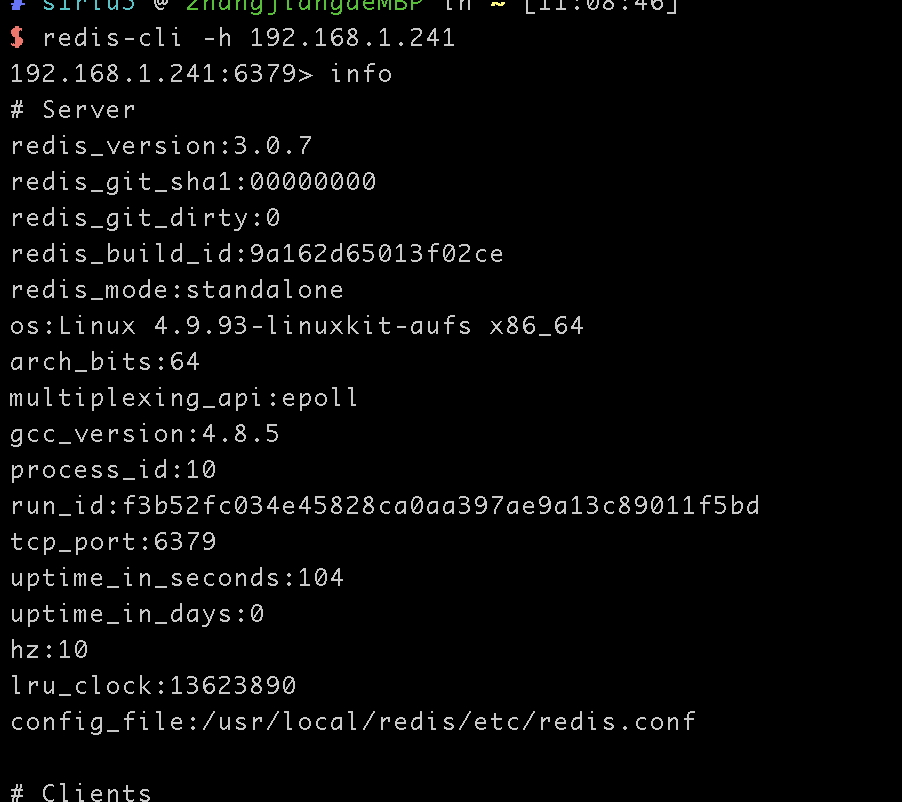 # sirius @ zhangjiangdeMBP in ~ [11:08:46]
$ redis-cli -h 192.168.1.241
192.168.1.241:6379> info
# Server
redis_version:3.0.7
redis_git_sha1:00000000
redis_git_dirty:0
redis_build_id:9a162d65013f02ce
redis_mode:standalone
os:Linux 4.9.93-linuxkit-aufs x86_64
arch_bits:64
multiplexing_api:epoll
gcc_version:4.8.5
process_id:10
run_id:f3b52fc034e45828ca0aa397ae9a13c89011f5bd
tcp_port:6379
uptime_in_seconds:104
uptime_in_days:0
hz:10
lru_clock:13623890
config_file:/usr/local/redis/etc/redis.conf
# Clients